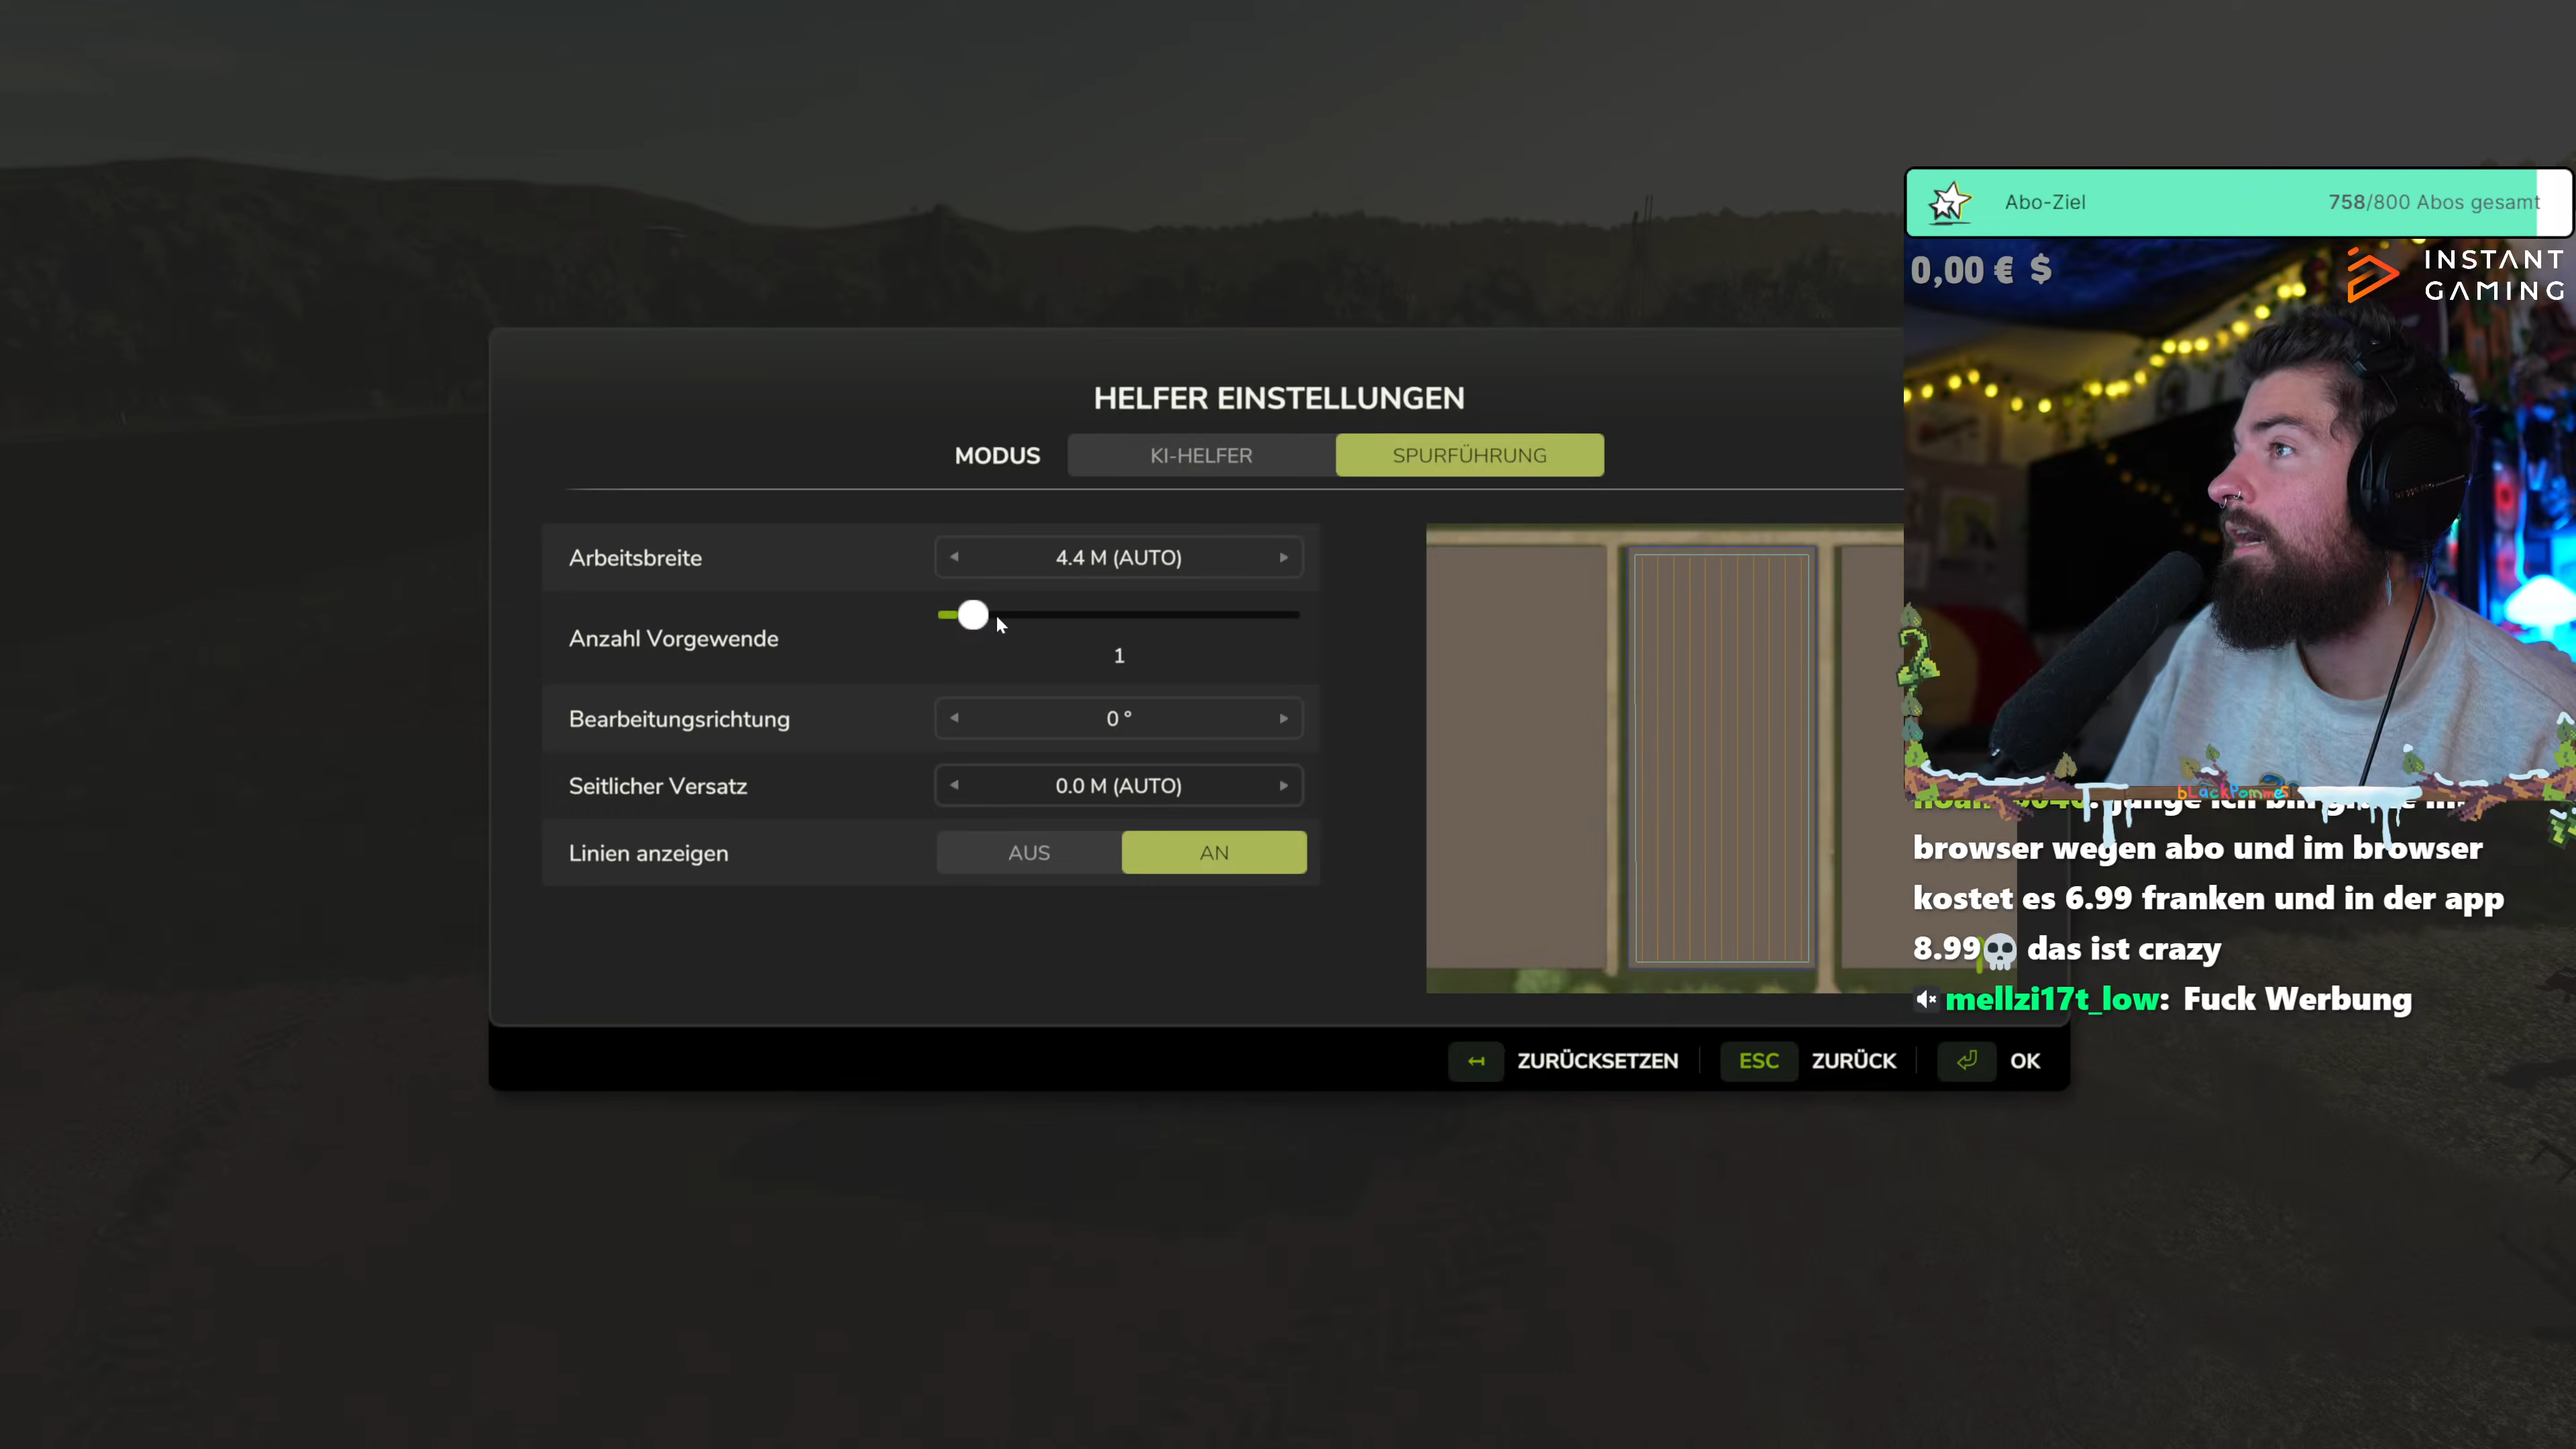 Abo-Ziel
758/800 Abos gesamt
0,00 € $
INSTANT
GAMING
HELFER EINSTELLUNGEN
MODUS
KI-HELFER
SPURFÜHRUNG
Arbeitsbreite
4.4 M (AUTO)
Anzahl Vorgewende
1
Bearbeitungsrichtung
0 °
Seitlicher Versatz
0.0 M (AUTO)
Linien anzeigen
AUS
AN
bLackPommes
browser wegen abo und im browser
kostet es 6.99 franken und in der app
8.99💀 das ist crazy
mellzi17t_low: Fuck Werbung
ZURÜCKSETZEN
ESC
ZURÜCK
OK